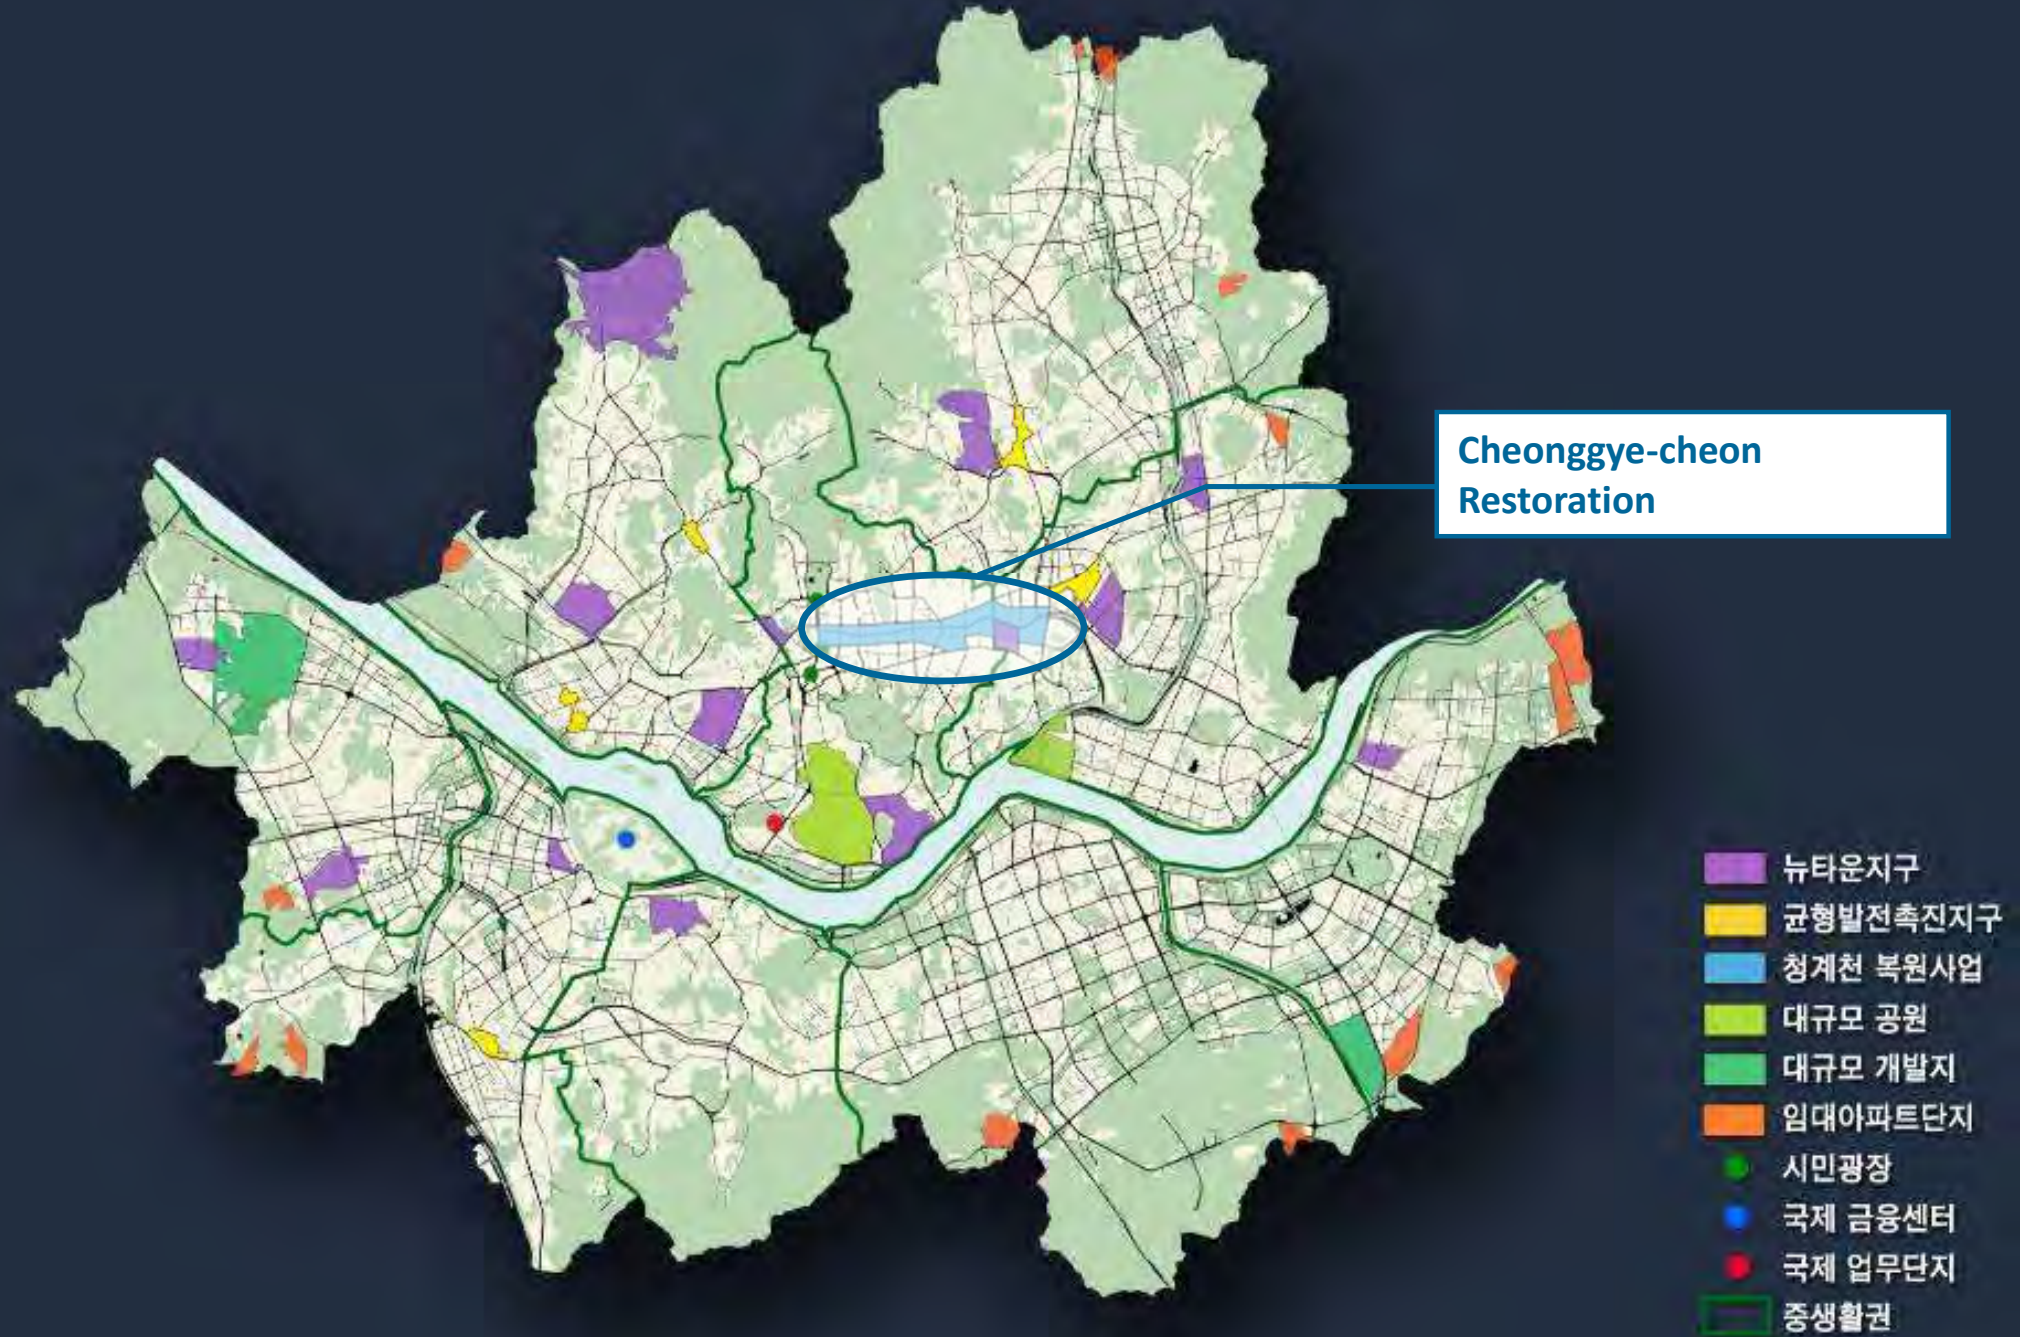 Cheonggye-cheon
Restoration
뉴타운지구
균형발전촉진지구
청계천 복원사업
대규모 공원
대규모 개발지
임대아파트단지
시민광장
국제 금융센터
국제 업무단지
중생활권